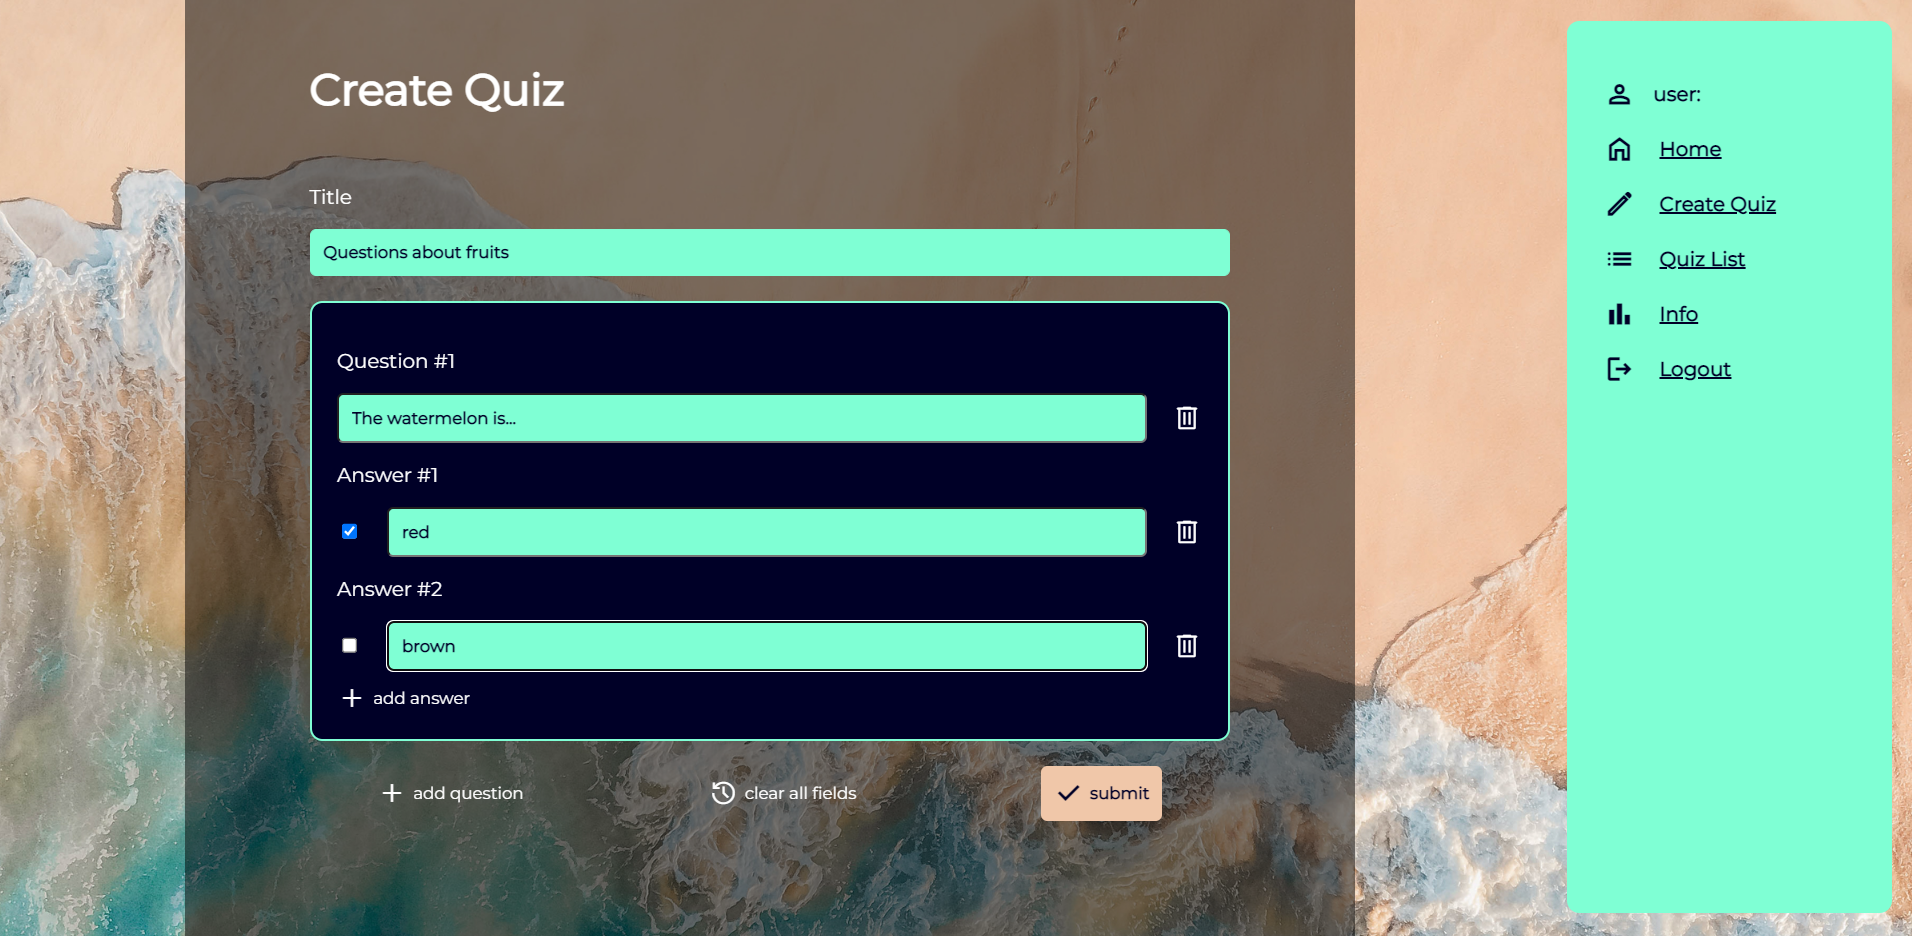 Create Quiz
Title
Questions about fruits
Question #1
The watermelon is...
Answer #1
red
Answer #2
brown
add answer
add question
clear all fields
submit
user:
Home
Create Quiz
Quiz List
Info
Logout